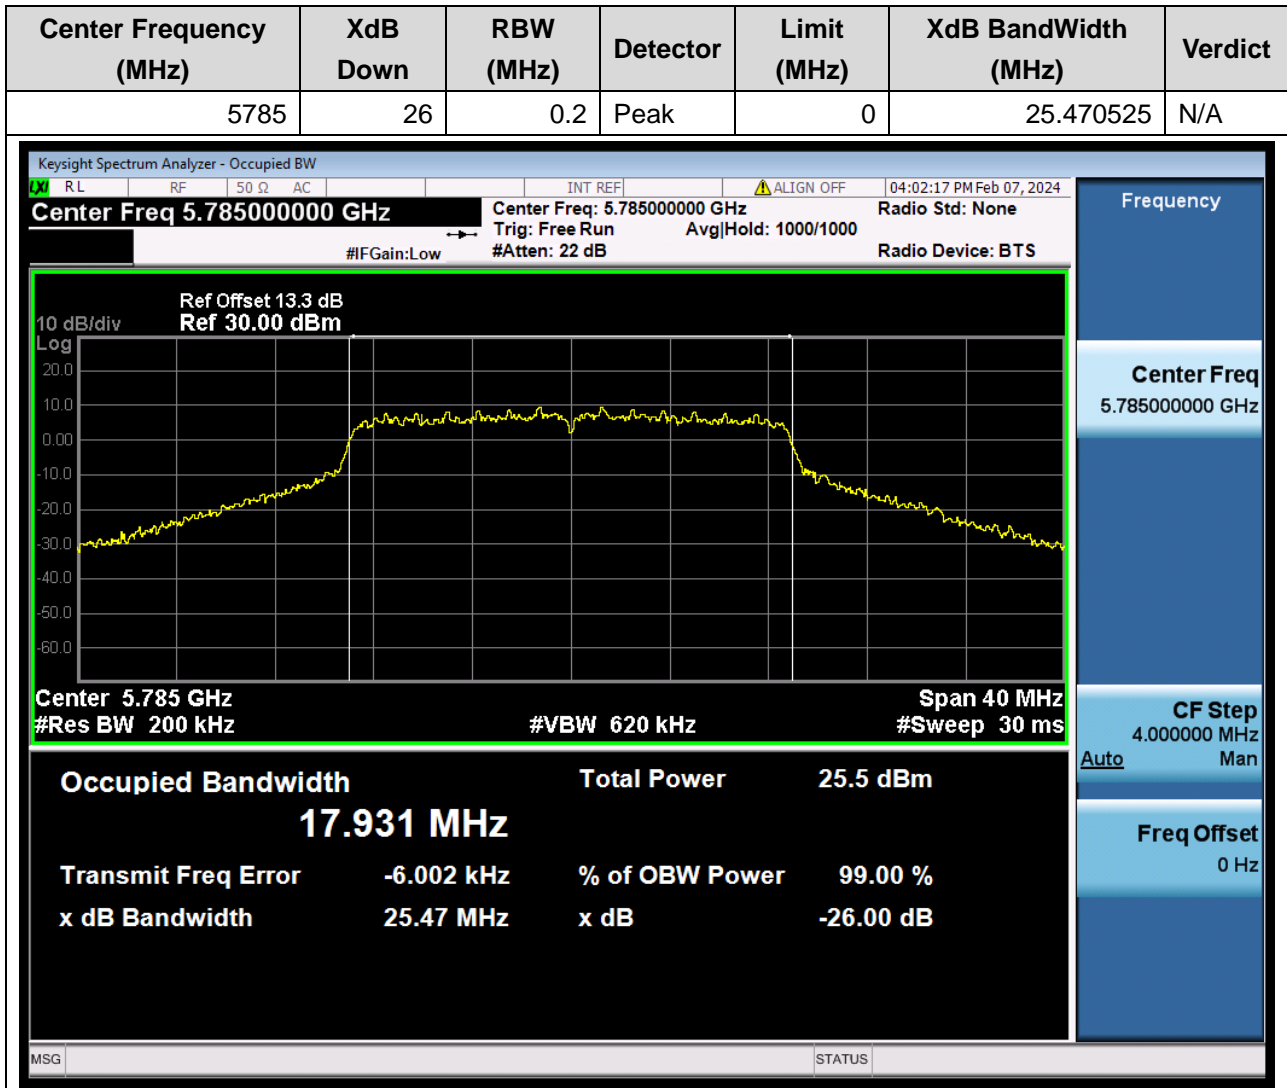 Center Frequency (MHz) XdB Down RBW (MHz) Detector Limit (MHz) XdB BandWidth (MHz) Verdict
5785 26 0.2 Peak 0 25.470525 N/A
Keysight Spectrum Analyzer - Occupied BW
LXI RL RF 50 Ω AC INT REF ALIGN OFF 04:02:17 PM Feb 07, 2024
Center Freq 5.785000000 GHz Center Freq: 5.785000000 GHz Radio Std: None
Trig: Free Run Avg|Hold: 1000/1000
#IFGain:Low #Atten: 22 dB Radio Device: BTS
Frequency
Ref Offset 13.3 dB
10 dB/div Ref 30.00 dBm
Log
20.0
10.0
0.00
-10.0
-20.0
-30.0
-40.0
-50.0
-60.0
Center 5.785 GHz Span 40 MHz
#Res BW 200 kHz #VBW 620 kHz #Sweep 30 ms
Center Freq
5.785000000 GHz
CF Step
4.000000 MHz
Auto Man
Freq Offset
0 Hz
Occupied Bandwidth Total Power 25.5 dBm
17.931 MHz
Transmit Freq Error -6.002 kHz % of OBW Power 99.00 %
x dB Bandwidth 25.47 MHz x dB -26.00 dB
MSG STATUS